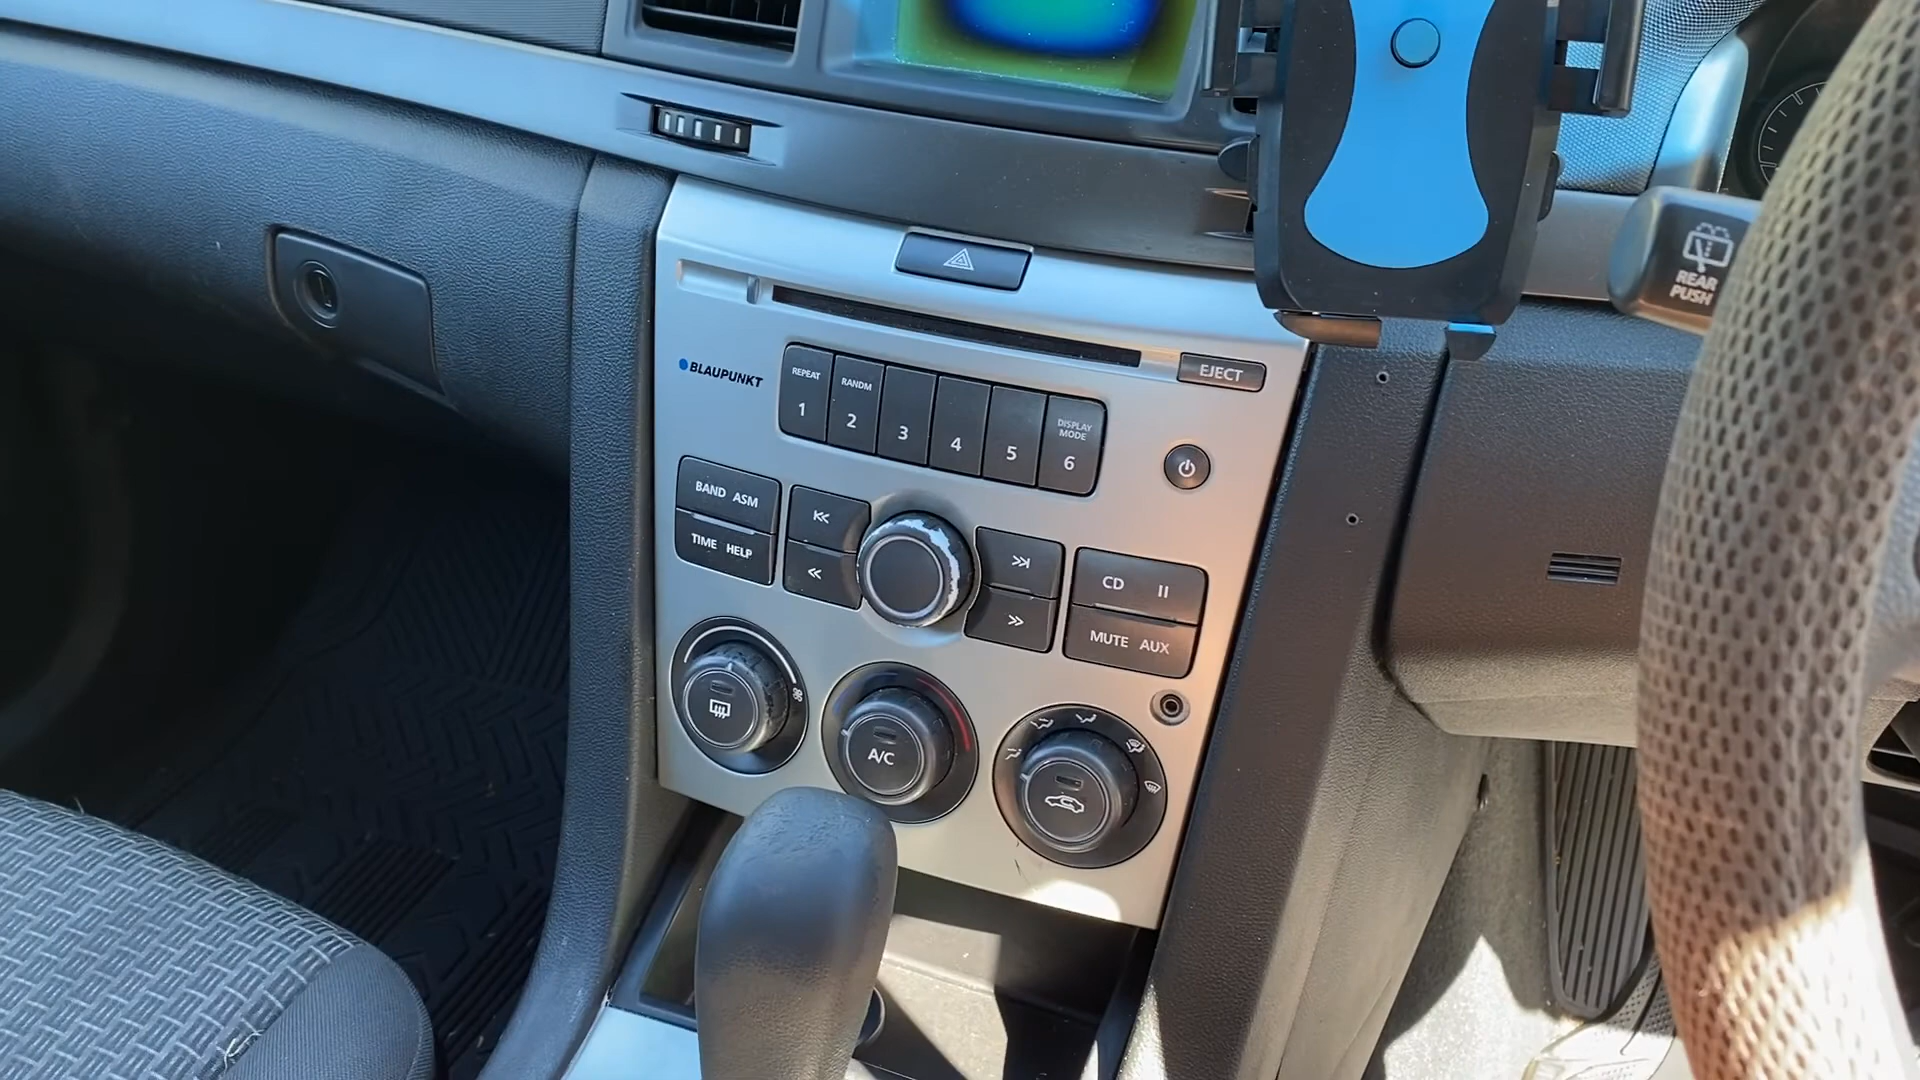 REAR
PUSH
EJECT
BLAUPUNKT
REPEAT
1
RANDM
2
3
4
5
DISPLAY
MODE
6
BAND ASM
TIME HELP
CD
MUTE AUX
A/C